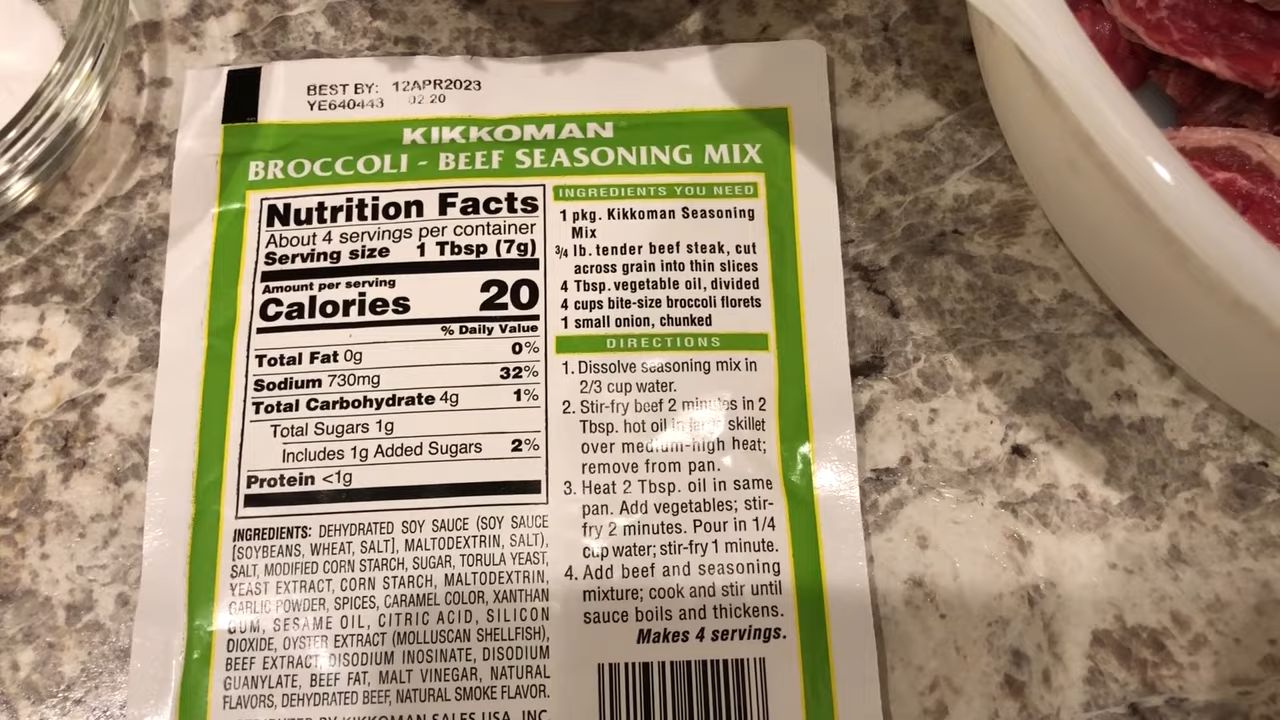 BEST BY: 12APR2023
YE640443 02:20
KIKKOMAN
BROCCOLI - BEEF SEASONING MIX
Nutrition Facts
About 4 servings per container
Serving size 1 Tbsp (7g)
Amount per serving
Calories 20
% Daily Value
Total Fat 0g 0%
Sodium 730mg 32%
Total Carbohydrate 4g 1%
Total Sugars 1g
Includes 1g Added Sugars 2%
Protein <1g
INGREDIENTS: DEHYDRATED SOY SAUCE (SOY SAUCE
[SOYBEANS, WHEAT, SALT], MALTODEXTRIN, SALT),
SALT, MODIFIED CORN STARCH, SUGAR, TORULA YEAST,
YEAST EXTRACT, CORN STARCH, MALTODEXTRIN,
GARLIC POWDER, SPICES, CARAMEL COLOR, XANTHAN
GUM, SESAME OIL, CITRIC ACID, SILICON
DIOXIDE, OYSTER EXTRACT (MOLLUSCAN SHELLFISH),
BEEF EXTRACT, DISODIUM INOSINATE, DISODIUM
GUANYLATE, BEEF FAT, MALT VINEGAR, NATURAL
FLAVORS, DEHYDRATED BEEF, NATURAL SMOKE FLAVOR.
BY KIKKOMAN SALES USA, INC.
INGREDIENTS YOU NEED
1 pkg. Kikkoman Seasoning
Mix
3/4 lb. tender beef steak, cut
across grain into thin slices
4 Tbsp. vegetable oil, divided
4 cups bite-size broccoli florets
1 small onion, chunked
DIRECTIONS
1. Dissolve seasoning mix in
2/3 cup water.
2. Stir-fry beef 2 minutes in 2
Tbsp. hot oil in large skillet
over medium-high heat;
remove from pan.
3. Heat 2 Tbsp. oil in same
pan. Add vegetables; stir-
fry 2 minutes. Pour in 1/4
cup water; stir-fry 1 minute.
4. Add beef and seasoning
mixture; cook and stir until
sauce boils and thickens.
Makes 4 servings.